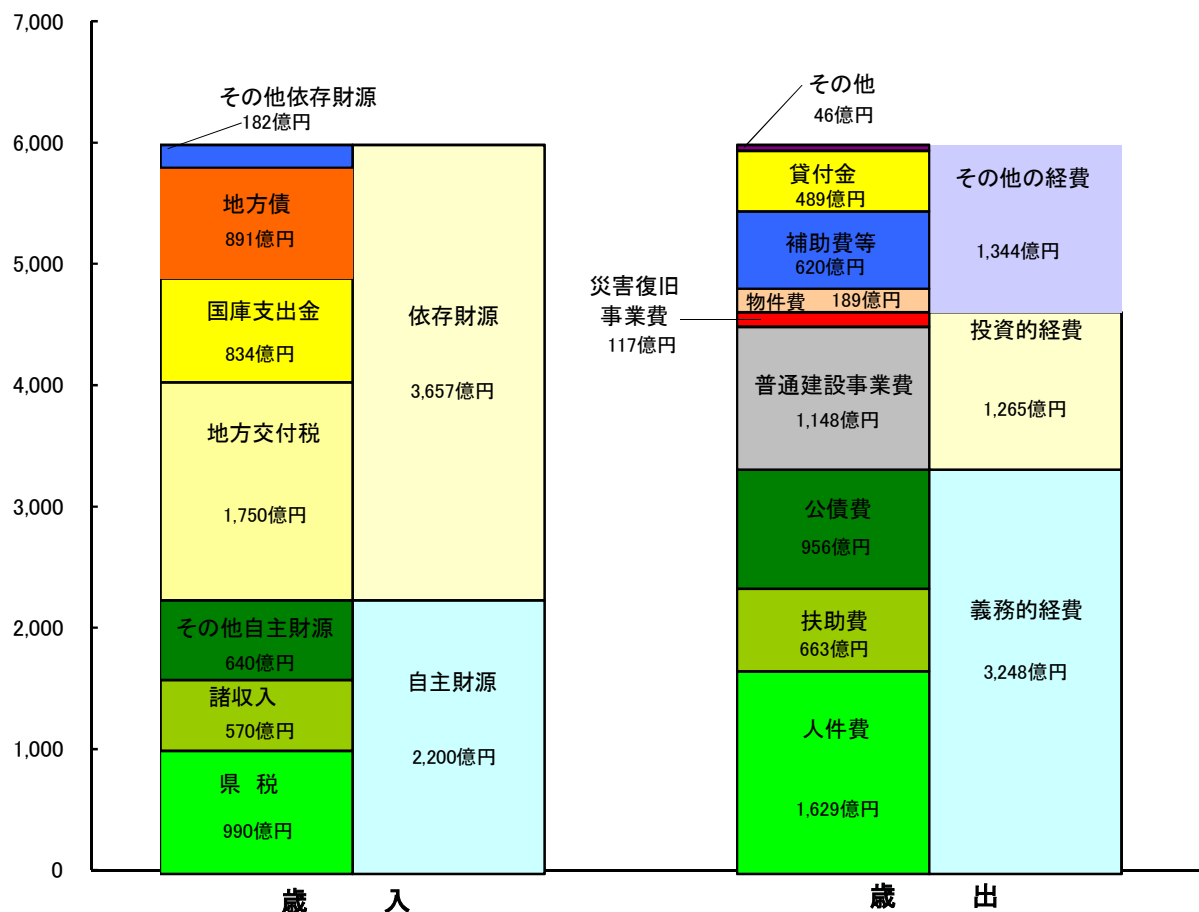 7,000
6,000
5,000
4,000
3,000
2,000
1,000
0
その他依存財源
182億円
地方債
891億円
国庫支出金
834億円
地方交付税
1,750億円
その他自主財源
640億円
諸収入
570億円
県 税
990億円
依存財源
3,657億円
自主財源
2,200億円
歳 入
その他
46億円
貸付金
489億円
補助費等
620億円
物件費 189億円
災害復旧
事業費
117億円
普通建設事業費
1,148億円
公債費
956億円
扶助費
663億円
人件費
1,629億円
その他の経費
1,344億円
投資的経費
1,265億円
義務的経費
3,248億円
歳 出